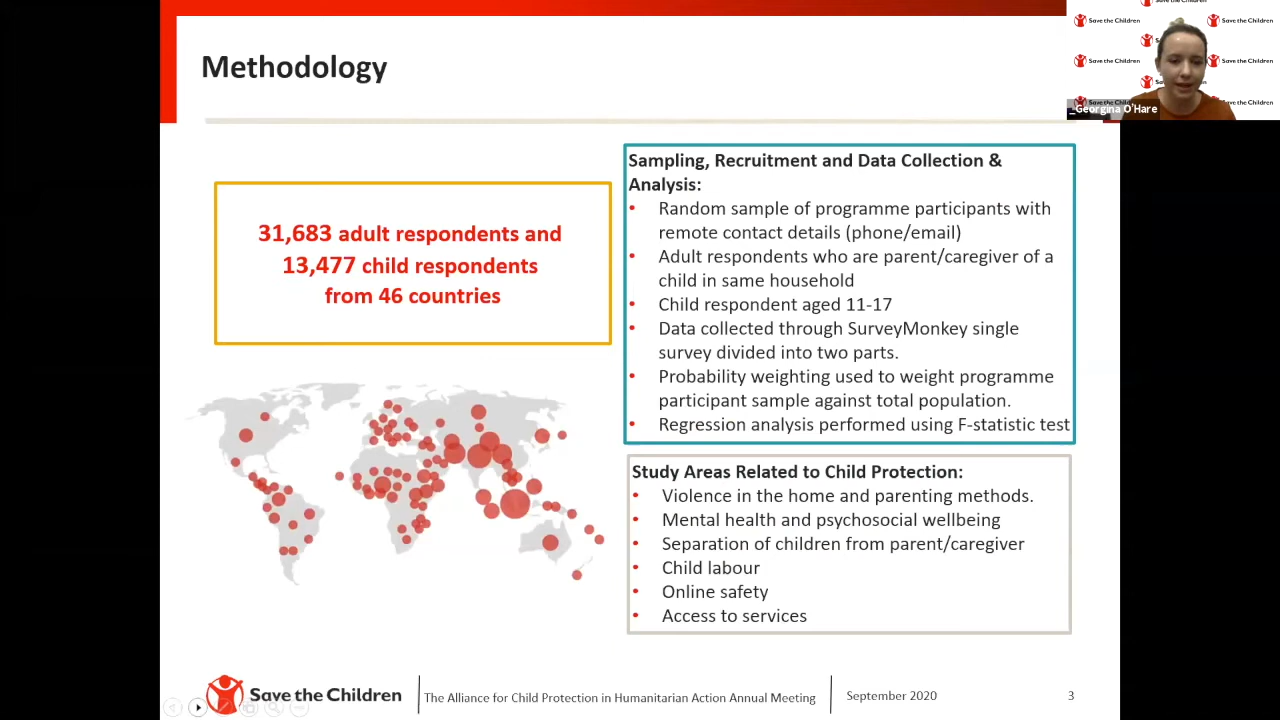 Methodology
31,683 adult respondents and
13,477 child respondents
from 46 countries
Sampling, Recruitment and Data Collection &
Analysis:
• Random sample of programme participants with
remote contact details (phone/email)
• Adult respondents who are parent/caregiver of a
child in same household
• Child respondent aged 11-17
• Data collected through SurveyMonkey single
survey divided into two parts.
• Probability weighting used to weight programme
participant sample against total population.
• Regression analysis performed using F-statistic test
Study Areas Related to Child Protection:
• Violence in the home and parenting methods.
• Mental health and psychosocial wellbeing
• Separation of children from parent/caregiver
• Child labour
• Online safety
• Access to services
Save the Children
The Alliance for Child Protection in Humanitarian Action Annual Meeting
September 2020
3
Save the Children
Save the Children
Save the Children
Save the Children
Save the Children
Save the Children
Georgina O'Hare